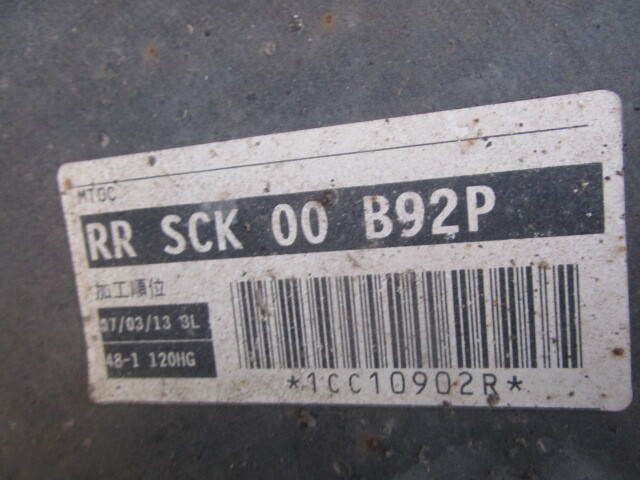 MTOC
RR SCK 00 B92P
加工順位
07/03/13 3L
48-1 120HG
*1CC10902R*